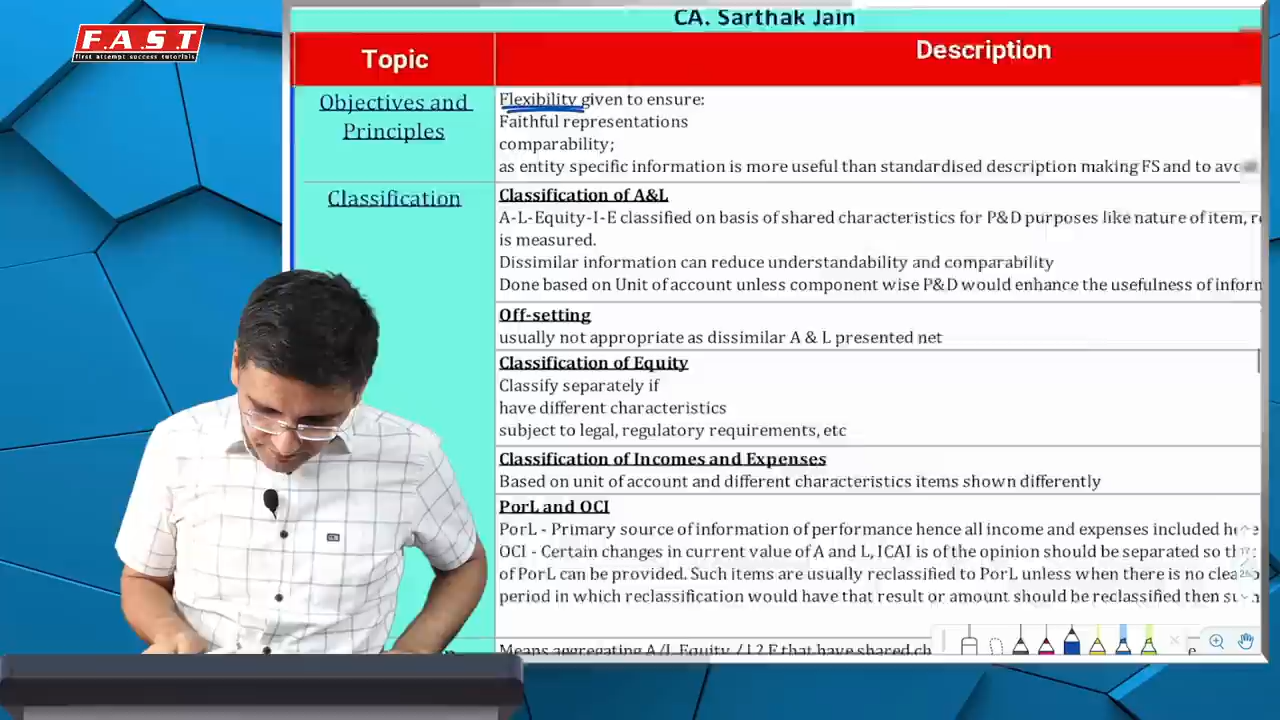 CA. Sarthak Jain
F.A.S.T
first attempt success tutorials
Topic
Description
Objectives and
Principles
Flexibility given to ensure:
Faithful representations
comparability;
as entity specific information is more useful than standardised description making FS and to
Classification
Classification of A&L
A-L-Equity-I-E classified on basis of shared characteristics for P&D purposes like nature of item,
is measured.
Dissimilar information can reduce understandability and comparability
Done based on Unit of account unless component wise P&D would enhance the usefulness of
Off-setting
usually not appropriate as dissimilar A & L presented net
Classification of Equity
Classify separately if
have different characteristics
subject to legal, regulatory requirements, etc
Classification of Incomes and Expenses
Based on unit of account and different characteristics items shown differently
PorL and OCI
PorL - Primary source of information of performance hence all income and expenses included
OCI - Certain changes in current value of A and L, ICAI is of the opinion should be separated so
of PorL can be provided. Such items are usually reclassified to PorL unless when there is no
period in which reclassification would have that result or amount should be reclassified then
Means aggregating A/L Equity / that have shared